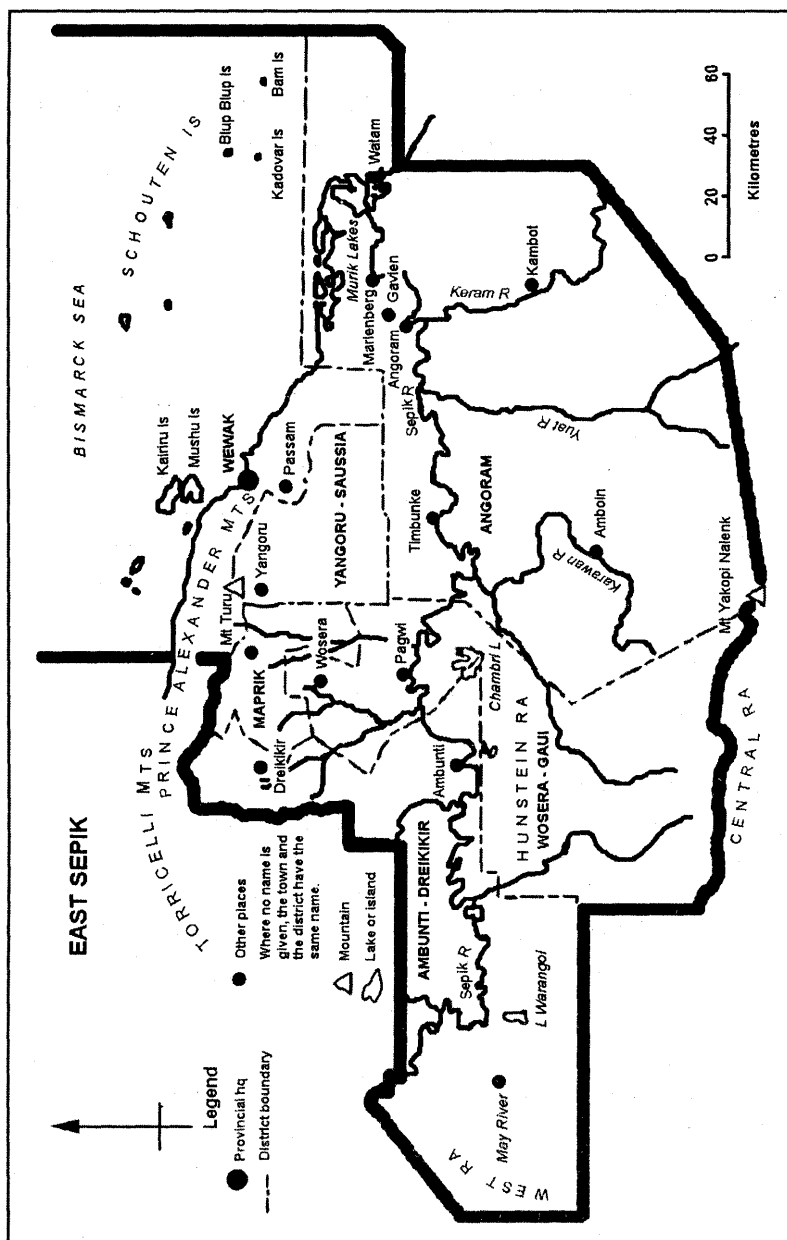 EAST SEPIK
Legend
Provincial hq
District boundary
Other places
Where no name is
given, the town and
the district have the
same name.
Mountain
Lake or island
BISMARCK SEA
SCHOUTEN IS
Blup Blup Is
Kadovar Is
Bam Is
Kairiru Is
Mushu Is
WEWAK
TORRICELLI MTS
PRINCE ALEXANDER MTS
Mt Turu
Passam
Yangoru
YANGORU - SAUSSIA
Murik Lakes
Watam
Marienberg
Gavien
Angoram
MAPRIK
Dreikikir
Wosera
Pagwi
Timbunke
Sepik R
Keram R
Kambot
Yuat R
ANGORAM
Amboin
Karawari R
Chambri L
Ambunti
AMBUNTI - DREIKIKIR
Sepik R
HUNSTEIN RA
WOSERA - GAUI
L Warangol
May River
WEST RA
CENTRAL RA
Mt Yakopi Nalenk
0 20 40 60
Kilometres